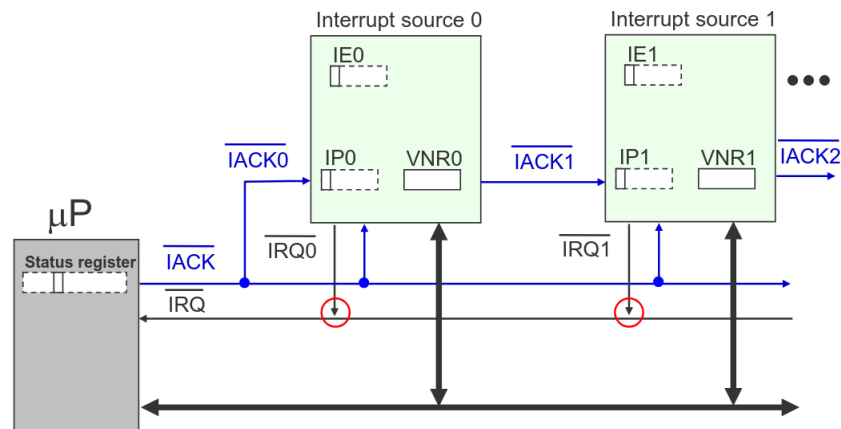 Interrupt source 0
Interrupt source 1
IE0
IE1
•••
IACK0
IP0
VNR0
IACK1
IP1
VNR1
IACK2
μP
Status register
IACK
IRQ0
IRQ1
IRQ